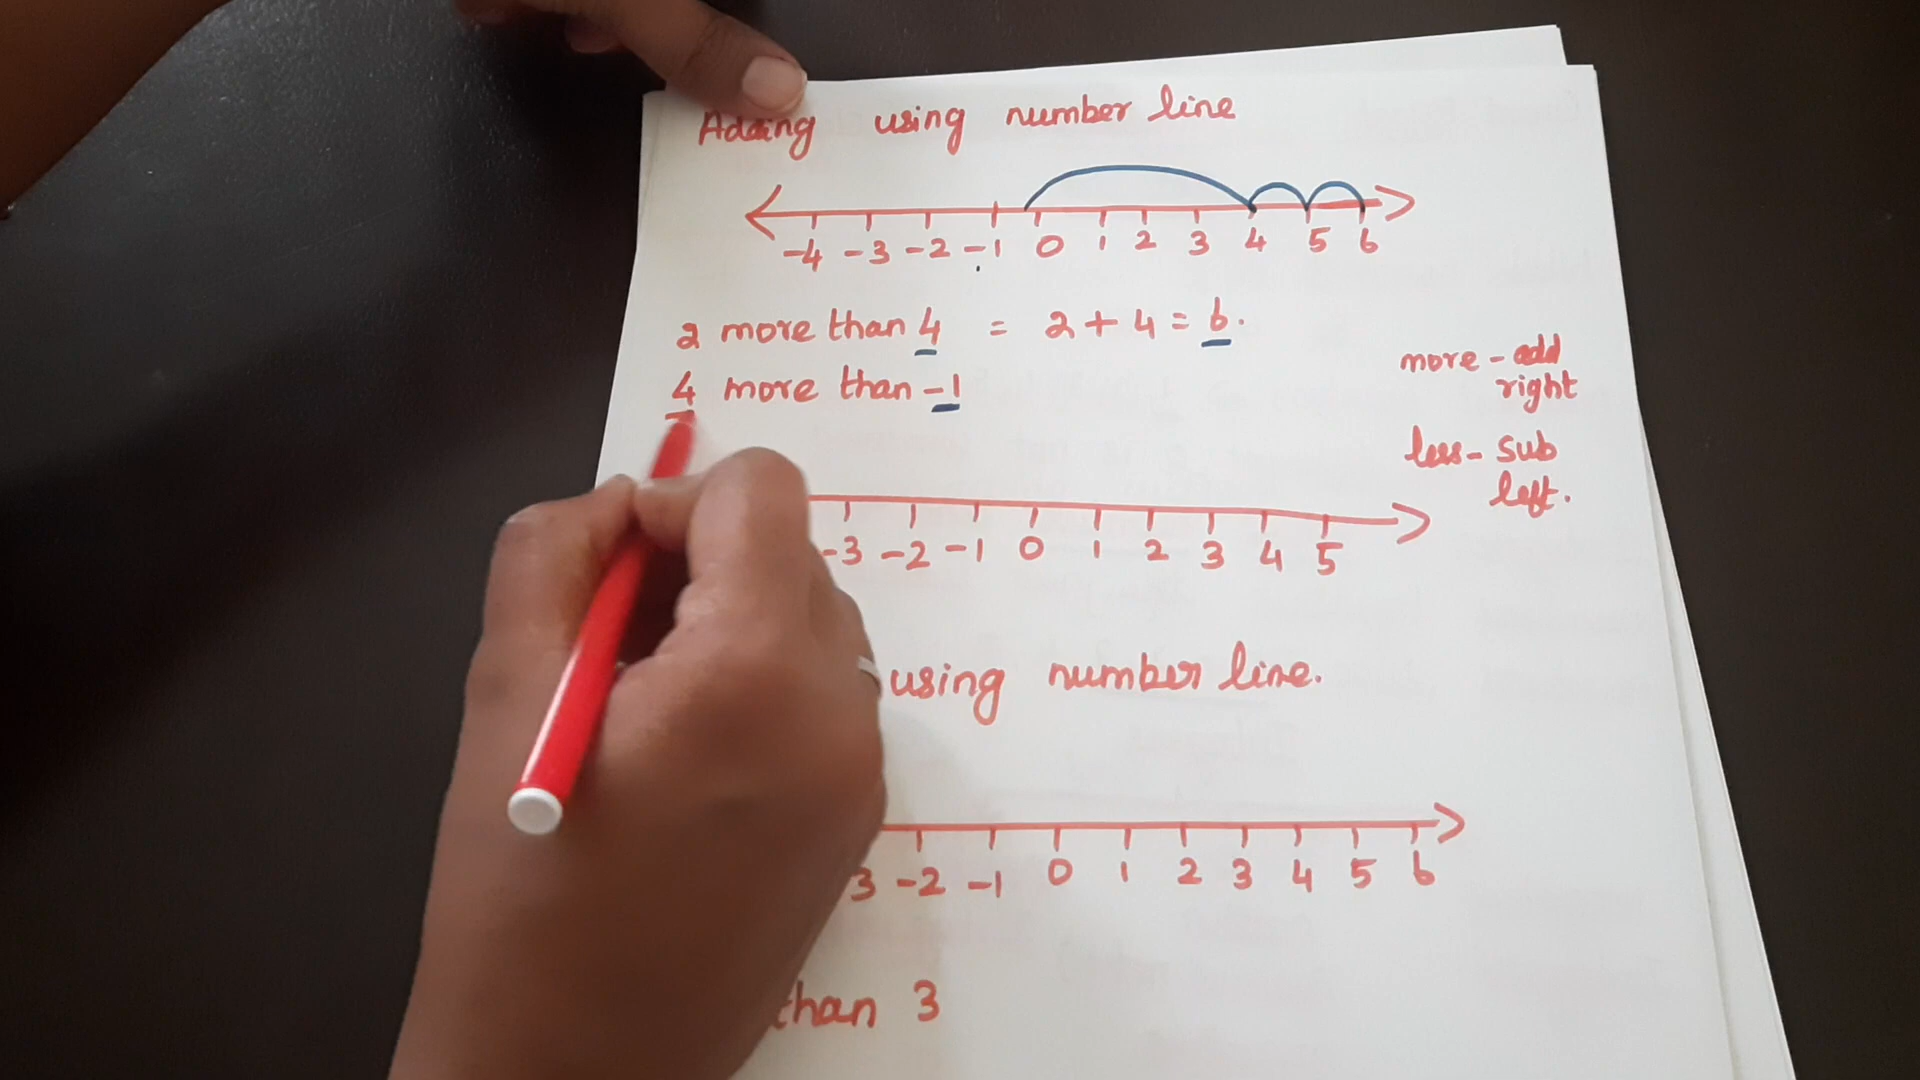 Adding using number line
-4 -3 -2 -1 0 1 2 3 4 5 6
2 more than 4 = 2 + 4 = 6.
4 more than -1
more - add
right
less - sub
left.
-3 -2 -1 0 1 2 3 4 5
using number line.
3 -2 -1 0 1 2 3 4 5 6
than 3